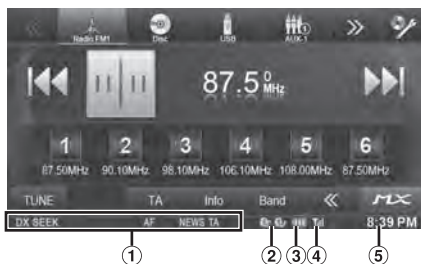 Radio FM1 Disc USB AUX-1
87.5 0 MHz
1 2 3 4 5 6
87.50MHz 90.10MHz 98.10MHz 106.10MHz 108.00MHz 87.50MHz
TUNE TA Info Band MX
DX SEEK AF NEWS TA 8:39 PM
1 2 3 4 5